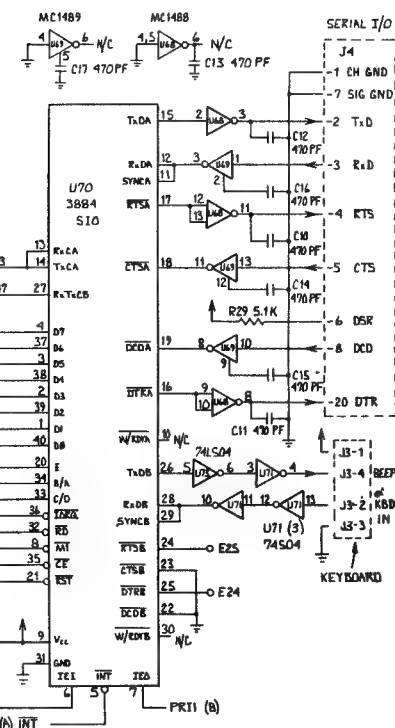 MC1489
MC1488
SERIAL I/O
4 U69 6 N/C
5
C17 470PF
4,5 U68 6 N/C
C13 470 PF
J4
1 CH GND
7 SIG GND
TxDA 15 2 U68 3 2 TxD
C12
470PF
RxDA 12 3 U69 1 3 RxD
SYNCA 11
2
C16
470PF
U70
3884
SIO
RTSA 17 12 13 U68 11 4 RTS
C10
470PF
13 RxCA
14 TxCA
CTSA 18 11 U69 13 5 CTS
12
C14
470PF
27 RxTxCB
R29 5.1K
6 DSR
4 D7
37 D6
3 D5
38 D4
2 D3
39 D2
1 D1
40 D0
DCDA 19 8 U69 10 8 DCD
9
C15
470PF
DTRA 16 9 10 U68 8 20 DTR
C11 470 PF
W/RDYA 10 N/C
74LS04
20 E
34 B/A
33 C/D
36 IORQ
32 RD
8 M1
35 CE
21 RST
TxDB 26 5 6 3 U71 4
RxDB 28 10 U71 11 12 U71 13
SYNCB 29
U71 (3)
74S04
J3-1
J3-4
J3-2
J3-3
BEEP
KBD
IN
KEYBOARD
RTSB 24 E25
CTSB 23
DTRB 25 E24
DCDB 22
W/RDYB 30 N/C
9 Vcc
31 GND
IEI INT IEO
6 5 7
PRI1 (B)
INT